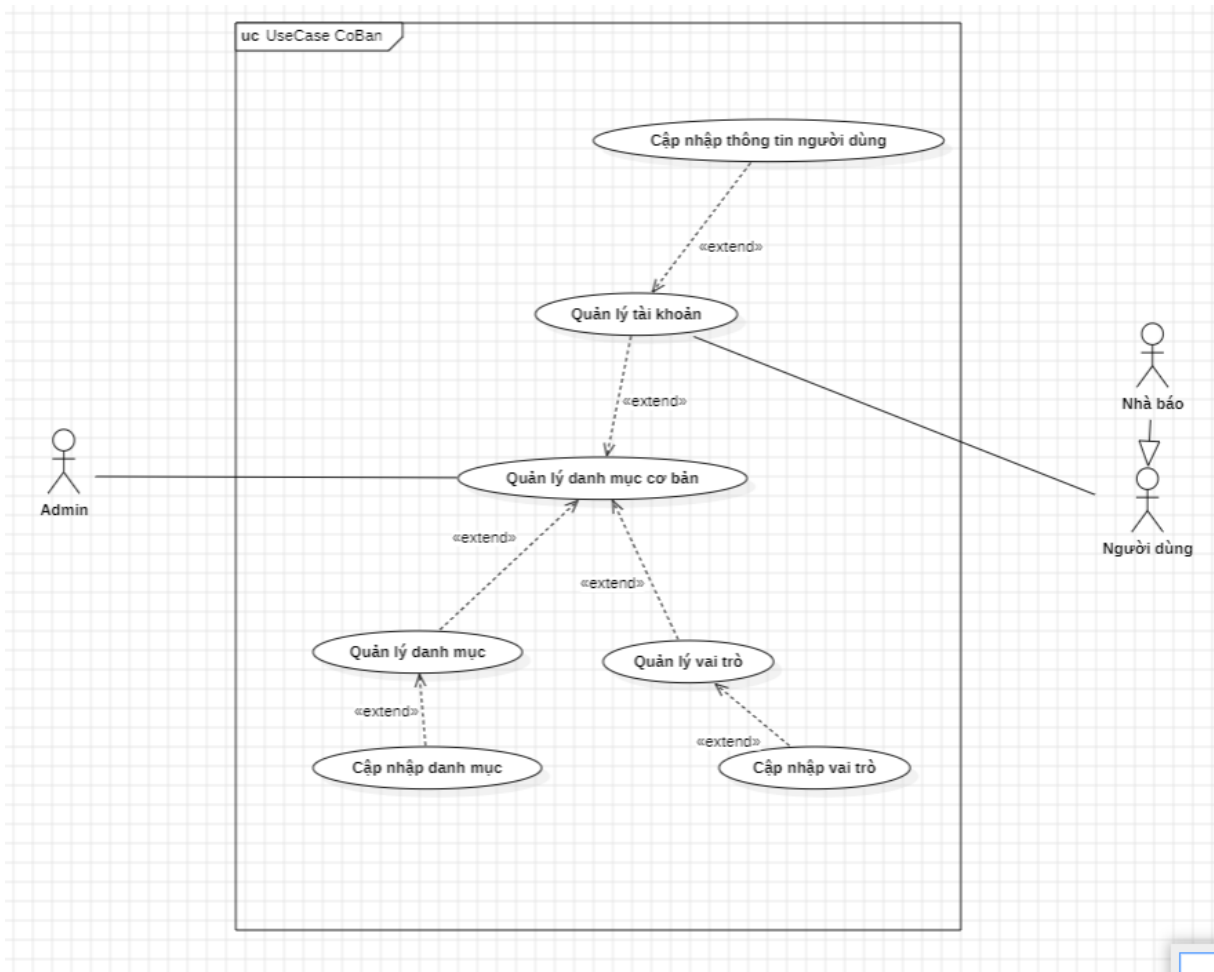 uc UseCase CoBan
Cập nhập thông tin người dùng
«extend»
Quản lý tài khoản
Nhà báo
«extend»
Quản lý danh mục cơ bản
Admin
Người dùng
«extend»
«extend»
Quản lý danh mục
Quản lý vai trò
«extend»
«extend»
Cập nhập danh mục
Cập nhập vai trò